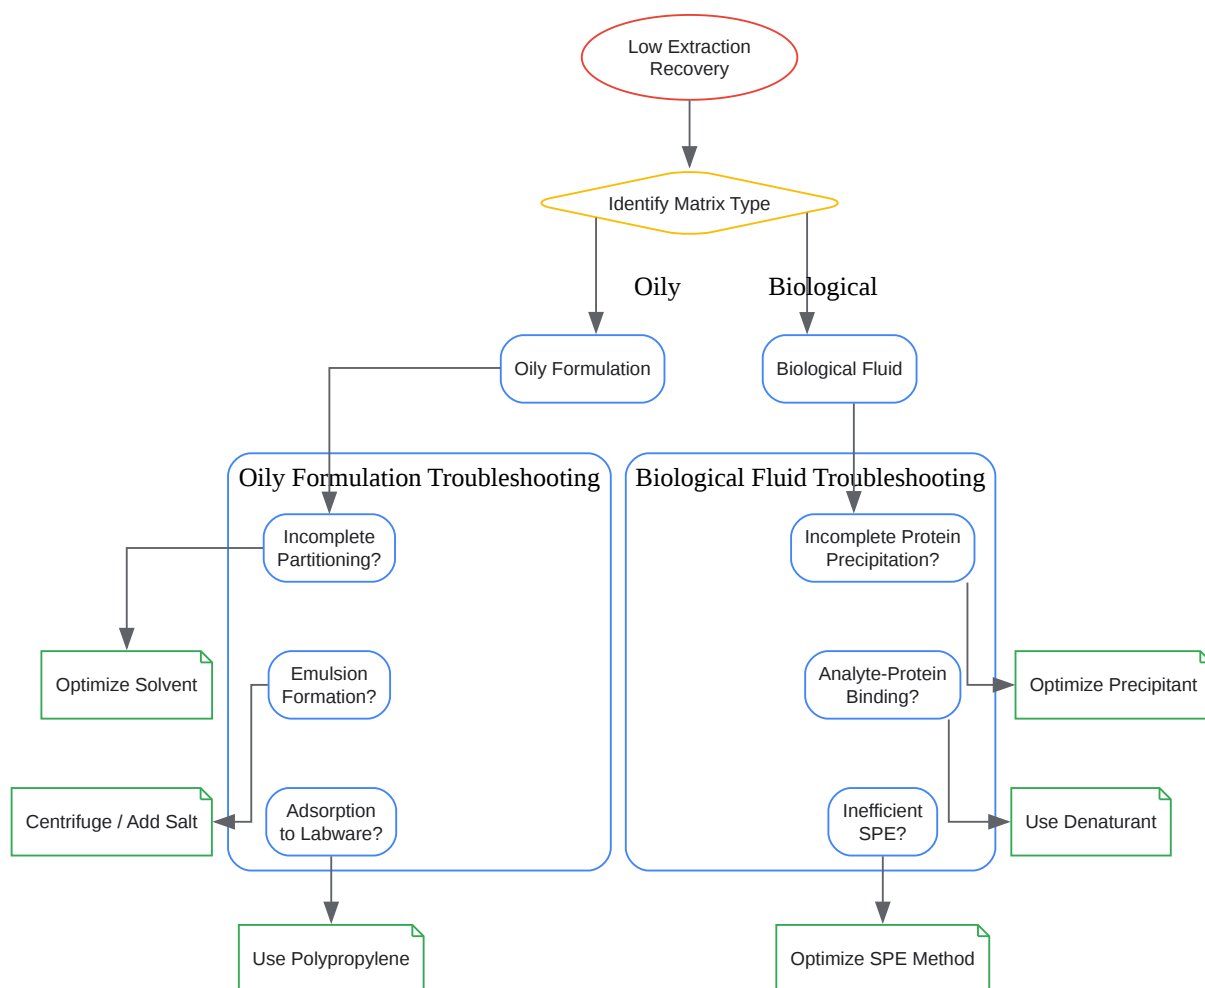 Low Extraction
Recovery
Identify Matrix Type
Oily
Biological
Oily Formulation
Biological Fluid
Oily Formulation Troubleshooting
Biological Fluid Troubleshooting
Incomplete
Partitioning?
Incomplete Protein
Precipitation?
Optimize Solvent
Emulsion
Formation?
Analyte-Protein
Binding?
Optimize Precipitant
Centrifuge / Add Salt
Adsorption
to Labware?
Inefficient
SPE?
Use Denaturant
Use Polypropylene
Optimize SPE Method